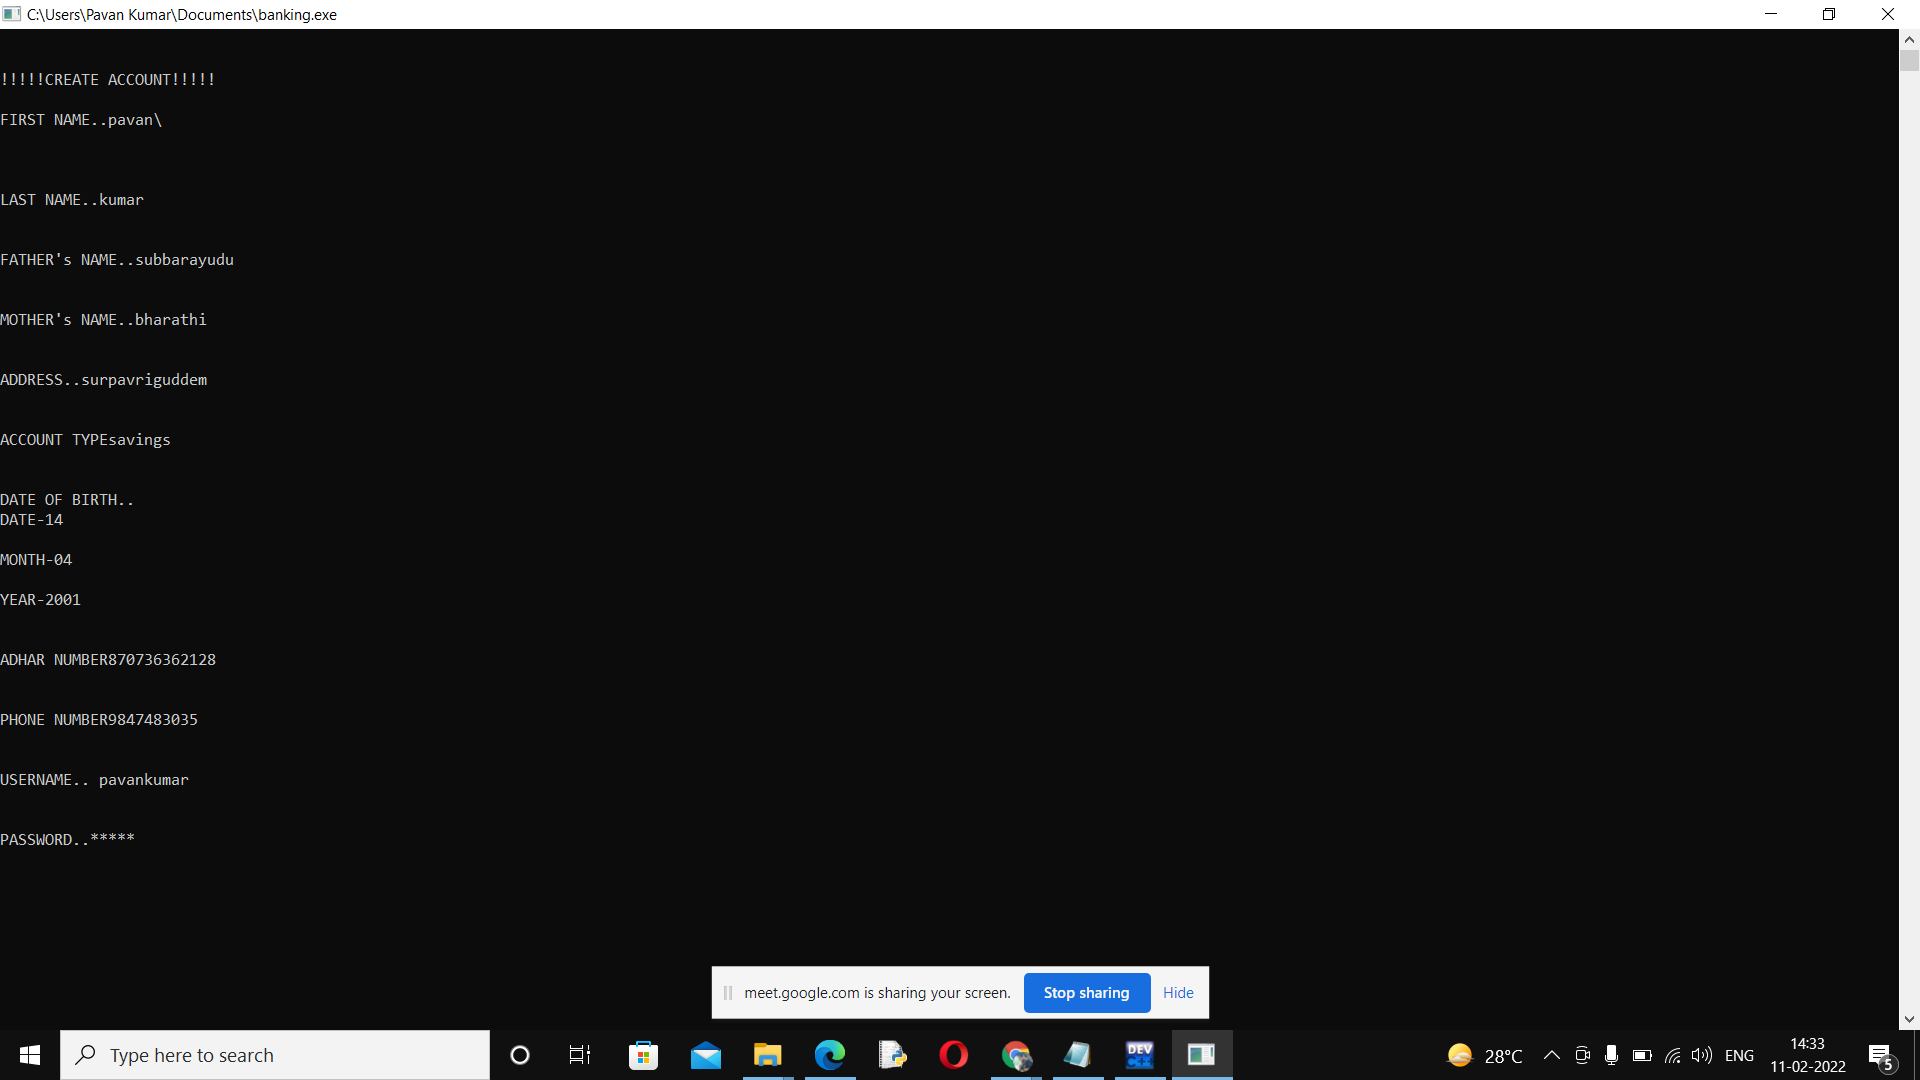 C:\Users\Pavan Kumar\Documents\banking.exe
!!!!!CREATE ACCOUNT!!!!!
FIRST NAME..pavan\
LAST NAME..kumar
FATHER's NAME..subbarayudu
MOTHER's NAME..bharathi
ADDRESS..surpavriguddem
ACCOUNT TYPEsavings
DATE OF BIRTH..
DATE-14
MONTH-04
YEAR-2001
ADHAR NUMBER870736362128
PHONE NUMBER9847483035
USERNAME.. pavankumar
PASSWORD..*****
meet.google.com is sharing your screen. Stop sharing Hide
Type here to search
DEV C++
28°C
ENG
14:33
11-02-2022
5